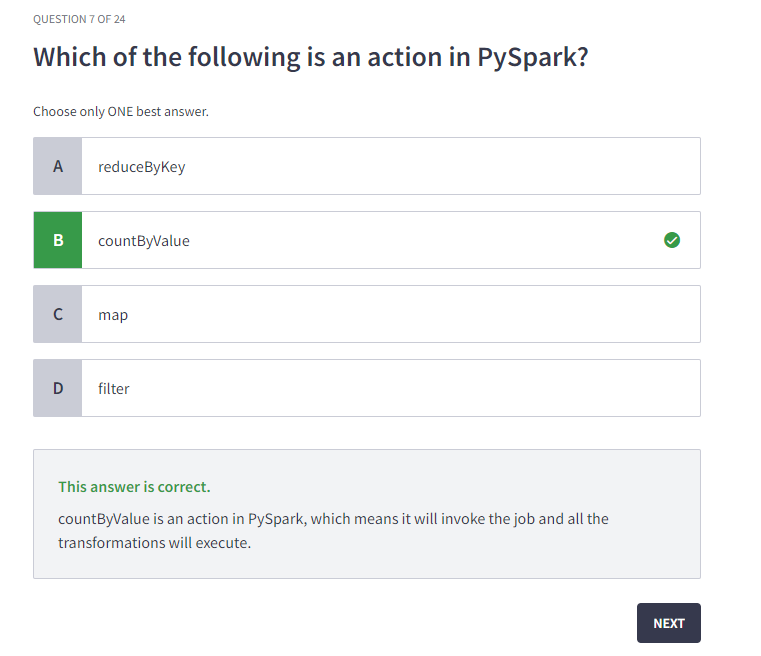 QUESTION 7 OF 24
Which of the following is an action in PySpark?
Choose only ONE best answer.
A reduceByKey
B countByValue
C map
D filter
This answer is correct.
countByValue is an action in PySpark, which means it will invoke the job and all the
transformations will execute.
NEXT